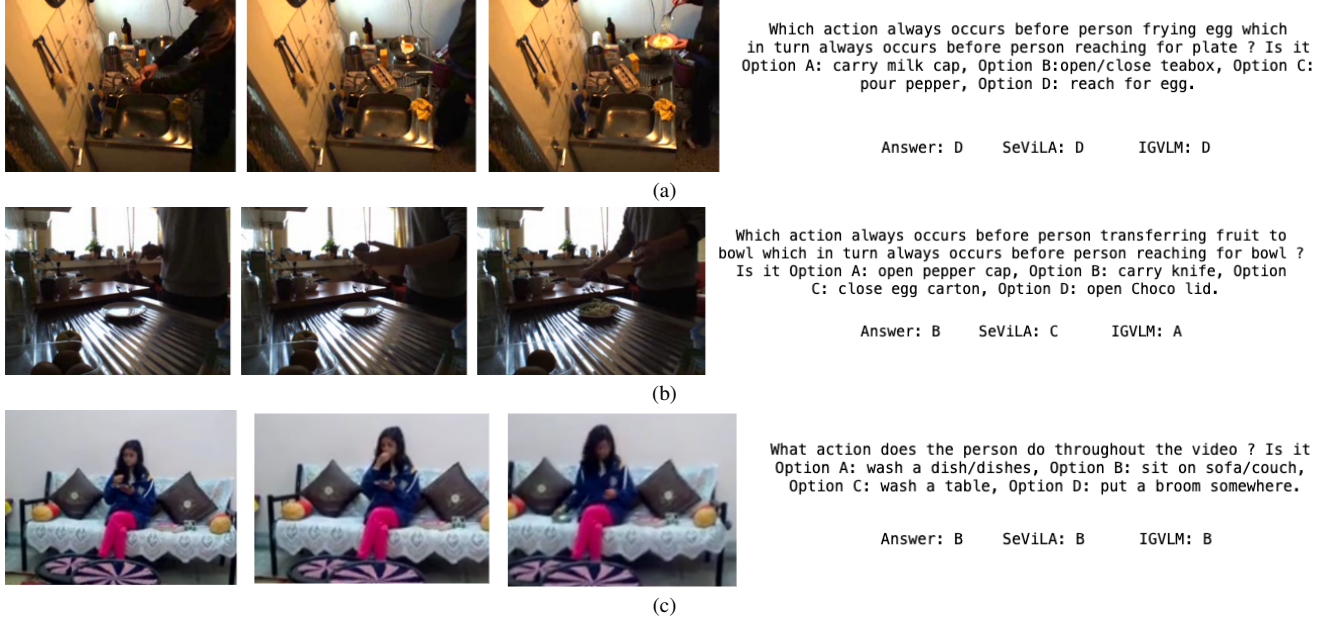 Which action always occurs before person frying egg which
in turn always occurs before person reaching for plate ? Is it
Option A: carry milk cap, Option B:open/close teabox, Option C:
pour pepper, Option D: reach for egg.
Answer: D SeViLA: D IGVLM: D
(a)
Which action always occurs before person transferring fruit to
bowl which in turn always occurs before person reaching for bowl ?
Is it Option A: open pepper cap, Option B: carry knife, Option
C: close egg carton, Option D: open Choco lid.
Answer: B SeViLA: C IGVLM: A
(b)
What action does the person do throughout the video ? Is it
Option A: wash a dish/dishes, Option B: sit on sofa/couch,
Option C: wash a table, Option D: put a broom somewhere.
Answer: B SeViLA: B IGVLM: B
(c)